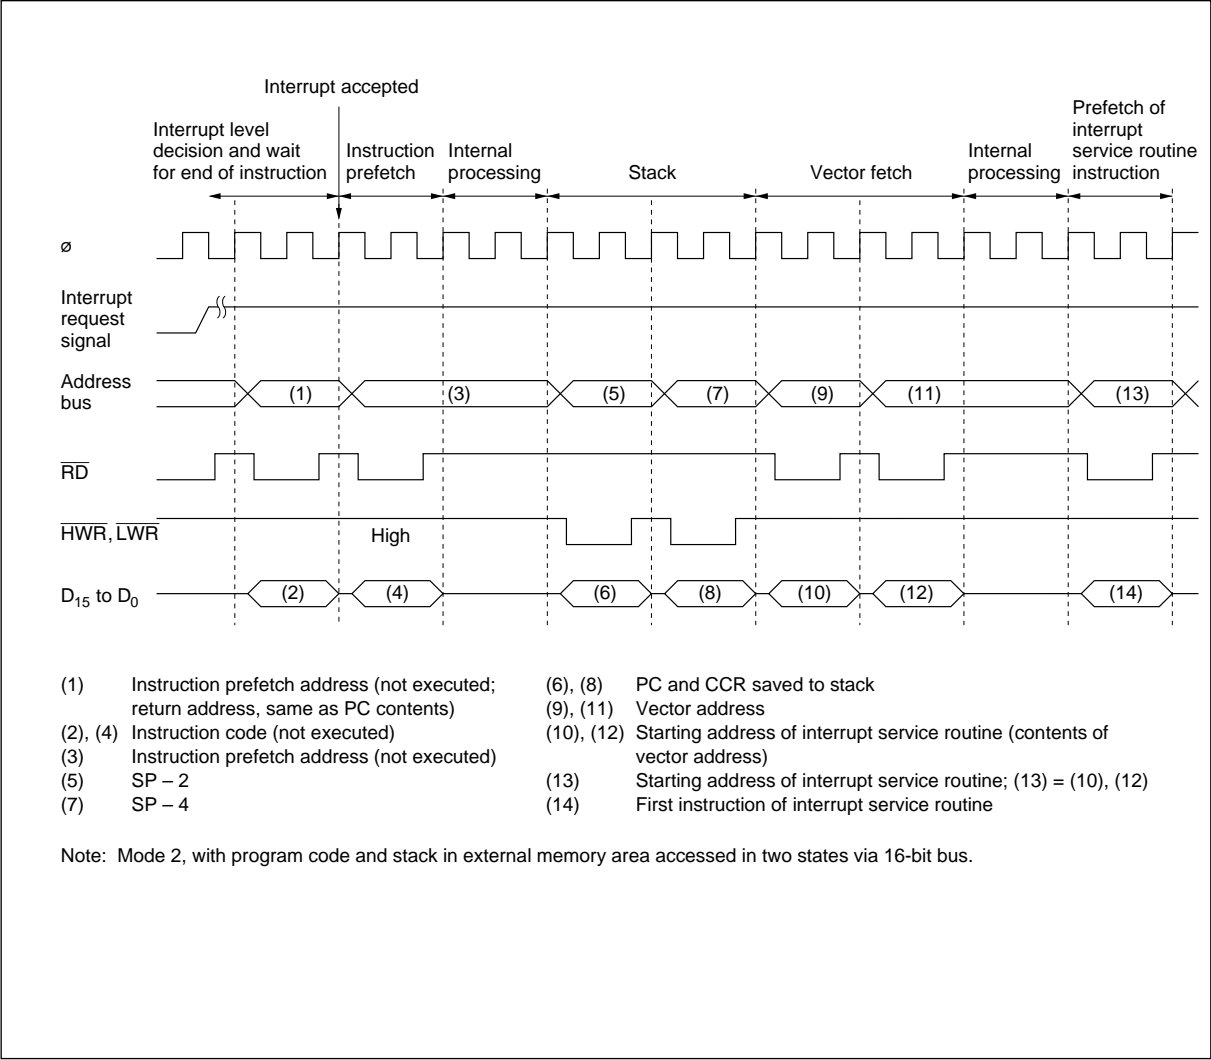 Interrupt accepted
Interrupt level
decision and wait
for end of instruction
Instruction
prefetch
Internal
processing
Stack
Vector fetch
Internal
processing
Prefetch of
interrupt
service routine
instruction
ø
Interrupt
request
signal
Address
bus
(1)
(3)
(5)
(7)
(9)
(11)
(13)
RD
HWR, LWR
High
D15 to D0
(2)
(4)
(6)
(8)
(10)
(12)
(14)
(1) Instruction prefetch address (not executed;
return address, same as PC contents)
(2), (4) Instruction code (not executed)
(3) Instruction prefetch address (not executed)
(5) SP – 2
(7) SP – 4
(6), (8) PC and CCR saved to stack
(9), (11) Vector address
(10), (12) Starting address of interrupt service routine (contents of
vector address)
(13) Starting address of interrupt service routine; (13) = (10), (12)
(14) First instruction of interrupt service routine
Note: Mode 2, with program code and stack in external memory area accessed in two states via 16-bit bus.